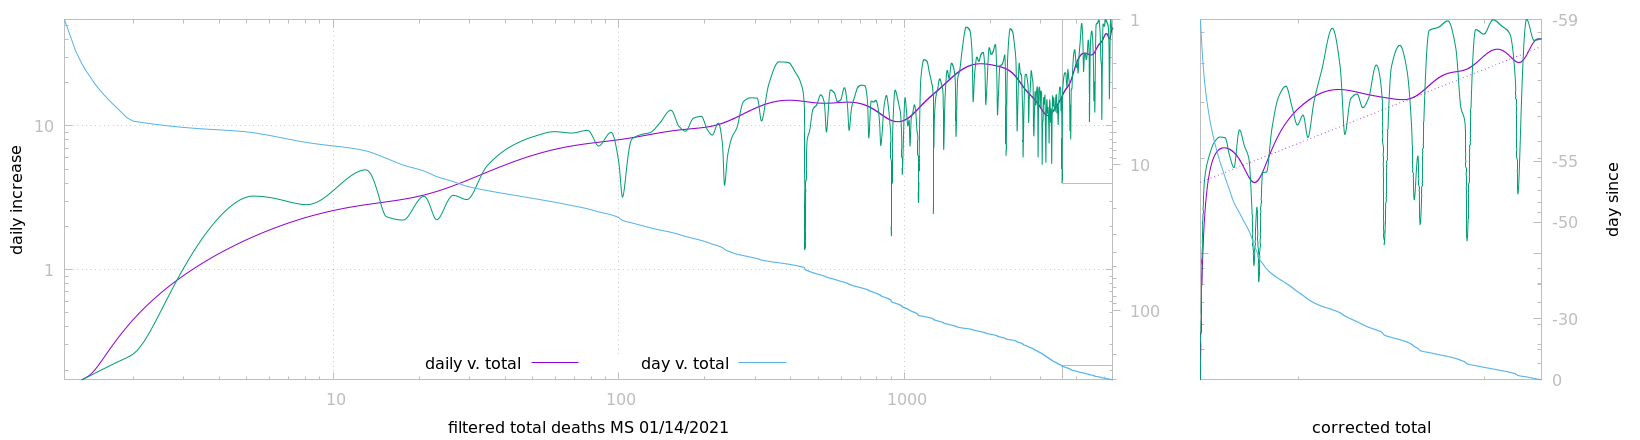 daily increase
10
1
daily v. total
day v. total
1
10
100
10
100
1000
filtered total deaths MS 01/14/2021
-59
-55
-50
-30
0
day since
corrected total